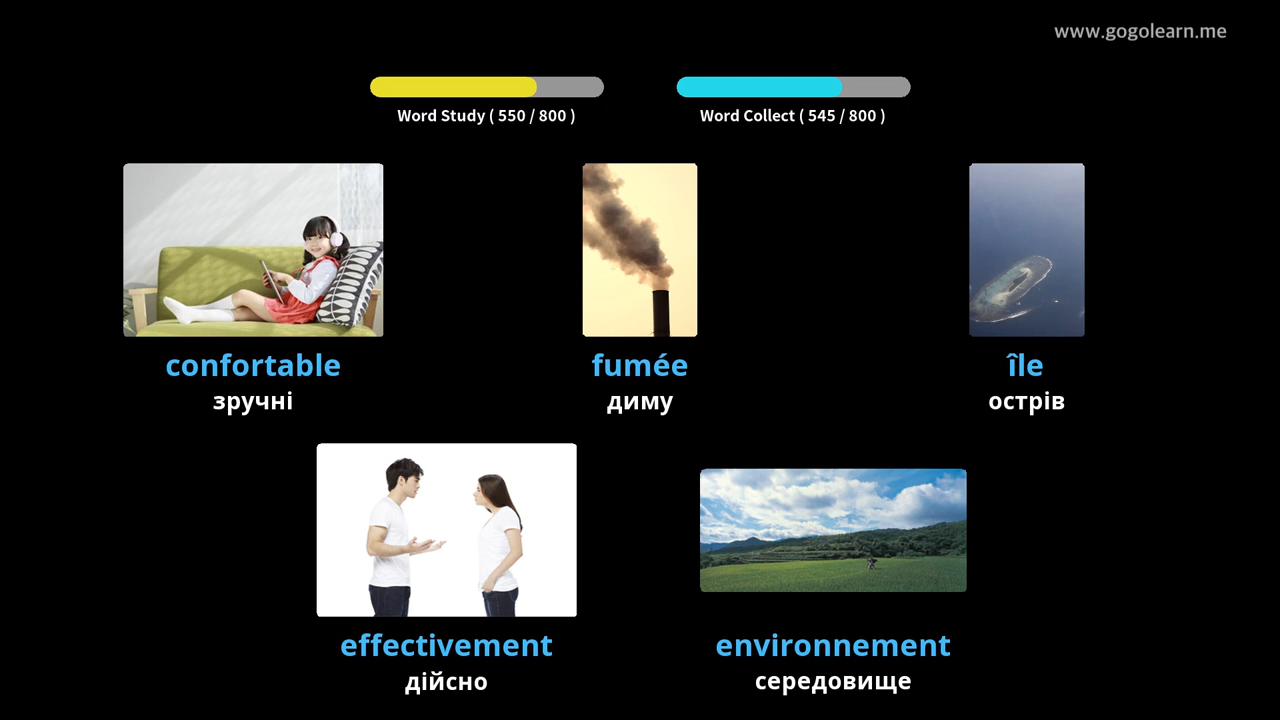 www.gogolearn.me
Word Study ( 550 / 800 )
Word Collect ( 545 / 800 )
confortable
зручні
fumée
диму
île
острів
effectivement
дійсно
environnement
середовище